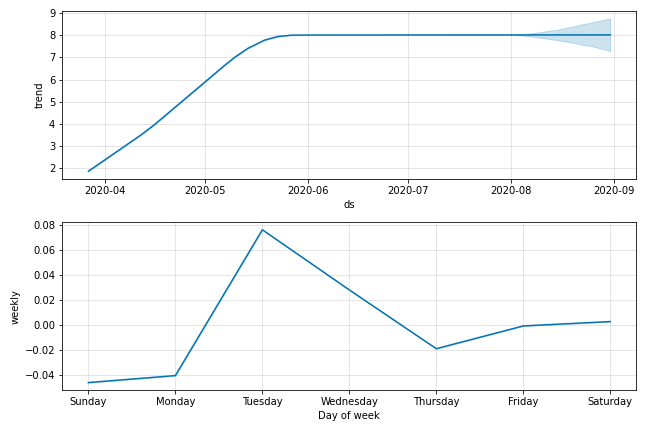 9
8
7
6
5
4
3
2
trend
2020-04 2020-05 2020-06 2020-07 2020-08 2020-09
ds
0.08
0.06
0.04
0.02
0.00
−0.02
−0.04
weekly
Sunday Monday Tuesday Wednesday Thursday Friday Saturday
Day of week